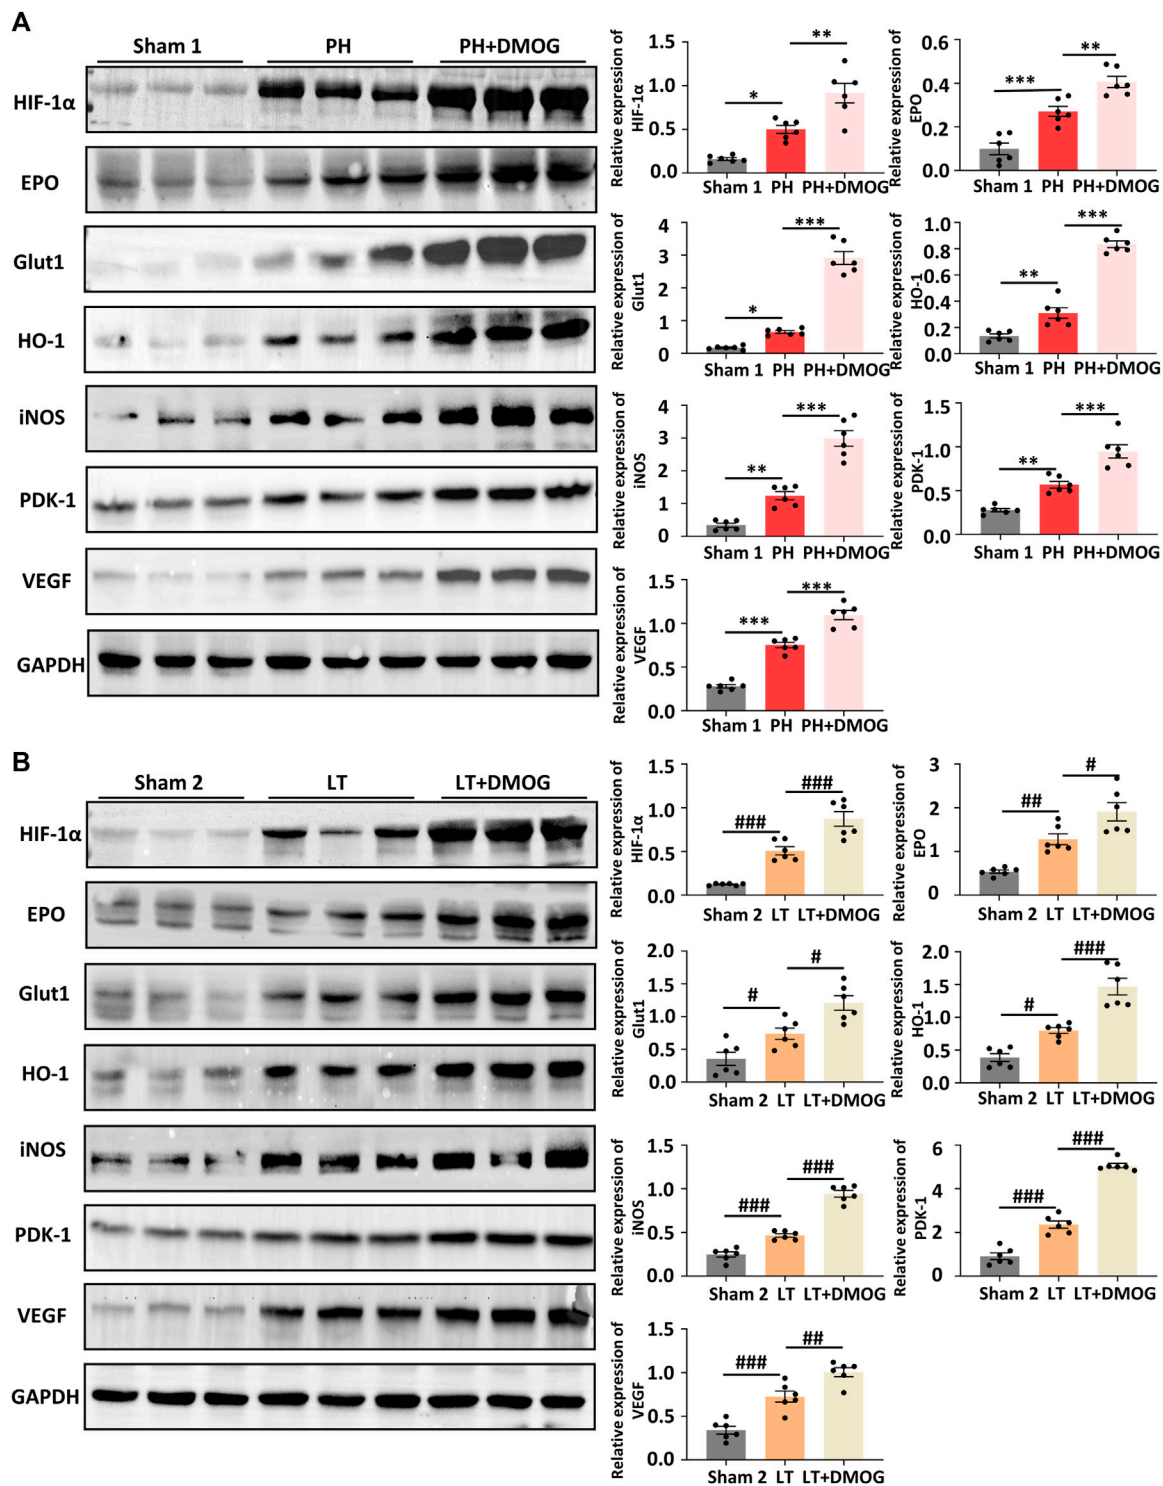 A
Sham 1 PH PH+DMOG
HIF-1α
EPO
Glut1
HO-1
iNOS
PDK-1
VEGF
GAPDH
Relative expression of
HIF-1α
1.5
1.0
0.5
0.0
*
**
Sham 1 PH PH+DMOG
Relative expression of
EPO
0.6
0.4
0.2
0.0
***
**
Sham 1 PH PH+DMOG
Relative expression of
Glut1
4
3
2
1
0
*
***
Sham 1 PH PH+DMOG
Relative expression of
HO-1
1.0
0.8
0.6
0.4
0.2
0.0
**
***
Sham 1 PH PH+DMOG
Relative expression of
iNOS
4
3
2
1
0
**
***
Sham 1 PH PH+DMOG
Relative expression of
PDK-1
1.5
1.0
0.5
0.0
**
***
Sham 1 PH PH+DMOG
Relative expression of
VEGF
1.5
1.0
0.5
0.0
***
***
Sham 1 PH PH+DMOG
B
Sham 2 LT LT+DMOG
HIF-1α
EPO
Glut1
HO-1
iNOS
PDK-1
VEGF
GAPDH
Relative expression of
HIF-1α
1.5
1.0
0.5
0.0
###
###
Sham 2 LT LT+DMOG
Relative expression of
EPO
3
2
1
0
##
#
Sham 2 LT LT+DMOG
Relative expression of
Glut1
2.0
1.5
1.0
0.5
0.0
#
#
Sham 2 LT LT+DMOG
Relative expression of
HO-1
2.0
1.5
1.0
0.5
0.0
#
###
Sham 2 LT LT+DMOG
Relative expression of
iNOS
1.5
1.0
0.5
0.0
###
###
Sham 2 LT LT+DMOG
Relative expression of
PDK-1
6
4
2
0
###
###
Sham 2 LT LT+DMOG
Relative expression of
VEGF
1.5
1.0
0.5
0.0
###
##
Sham 2 LT LT+DMOG